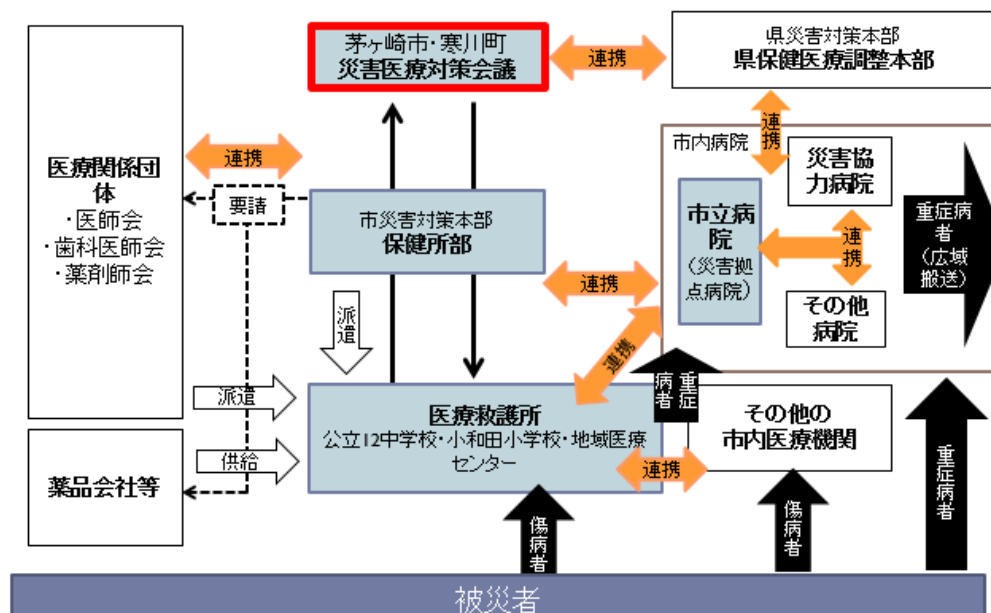 茅ヶ崎市・寒川町
災害医療対策会議
連携
県災害対策本部
県保健医療調整本部
医療関係団
体
・医師会
・歯科医師会
・薬剤師会
連携
要請
市災害対策本部
保健所部
連携
市内病院
連携
災害協
力病院
市立病
院
(災害拠
点病院)
連携
その他
病院
重症病
者
(広域
搬送)
派遣
連携
派遣
医療救護所
公立12中学校・小和田小学校・地域医療
センター
重症
病者
その他の
市内医療機関
連携
供給
薬品会社等
傷病者
傷病者
重症病者
被災者